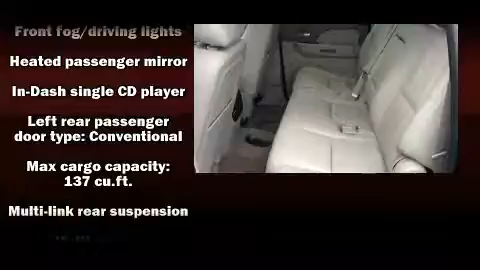 Front fog/driving lights
Heated passenger mirror
In-Dash single CD player
Left rear passenger
door type: Conventional
Max cargo capacity:
137 cu.ft.
Multi-link rear suspension